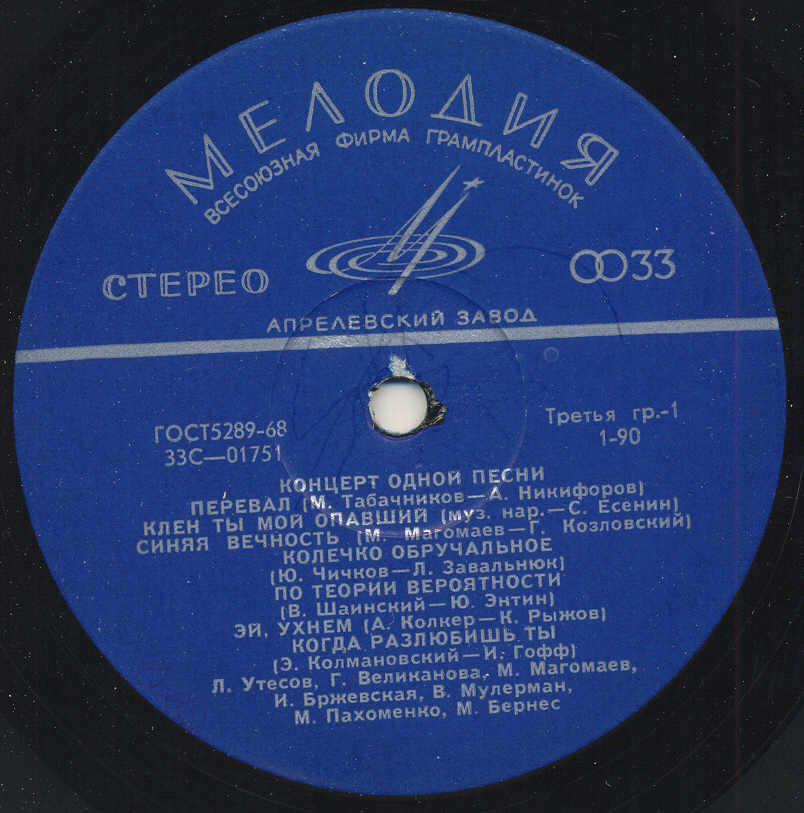 МЕЛОДИЯ
ВСЕСОЮЗНАЯ ФИРМА ГРАМПЛАСТИНОК
СТЕРЕО
33
АПРЕЛЕВСКИЙ ЗАВОД
ГОСТ5289-68
33С—01751
Третья гр.-1
1-90
КОНЦЕРТ ОДНОЙ ПЕСНИ
ПЕРЕВАЛ (М. Табачников—А. Никифоров)
КЛЕН ТЫ МОЙ ОПАВШИЙ (муз. нар.—С. Есенин)
СИНЯЯ ВЕЧНОСТЬ (М. Магомаев—Г. Козловский)
КОЛЕЧКО ОБРУЧАЛЬНОЕ
(Ю. Чичков—Л. Завальнюк)
ПО ТЕОРИИ ВЕРОЯТНОСТИ
(В. Шаинский—Ю. Энтин)
ЭЙ, УХНЕМ (А. Колкер—К. Рыжов)
КОГДА РАЗЛЮБИШЬ ТЫ
(Э. Колмановский—И. Гофф)
Л. Утесов, Г. Великанова, М. Магомаев,
И. Бржевская, В. Мулерман,
М. Пахоменко, М. Бернес